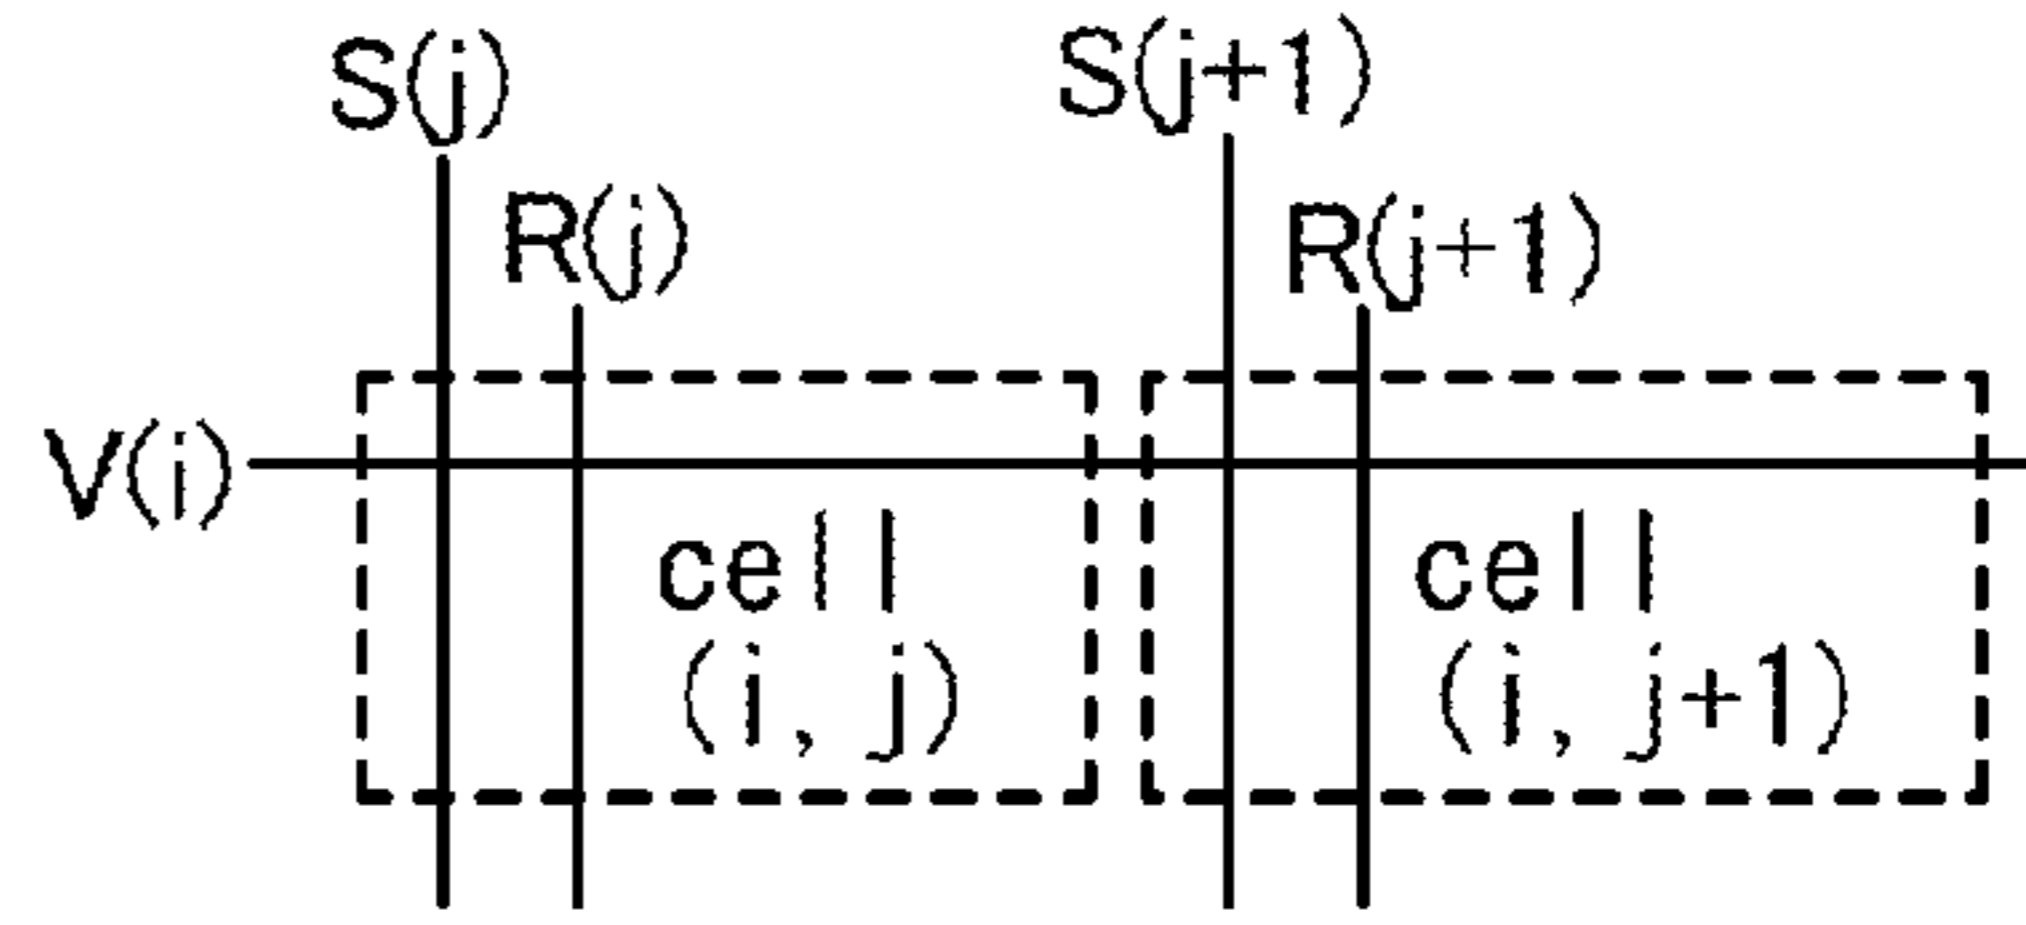 S(j)
S(j+1)
R(j)
R(j+1)
V(i)
cell
(i, j)
cell
(i, j+1)